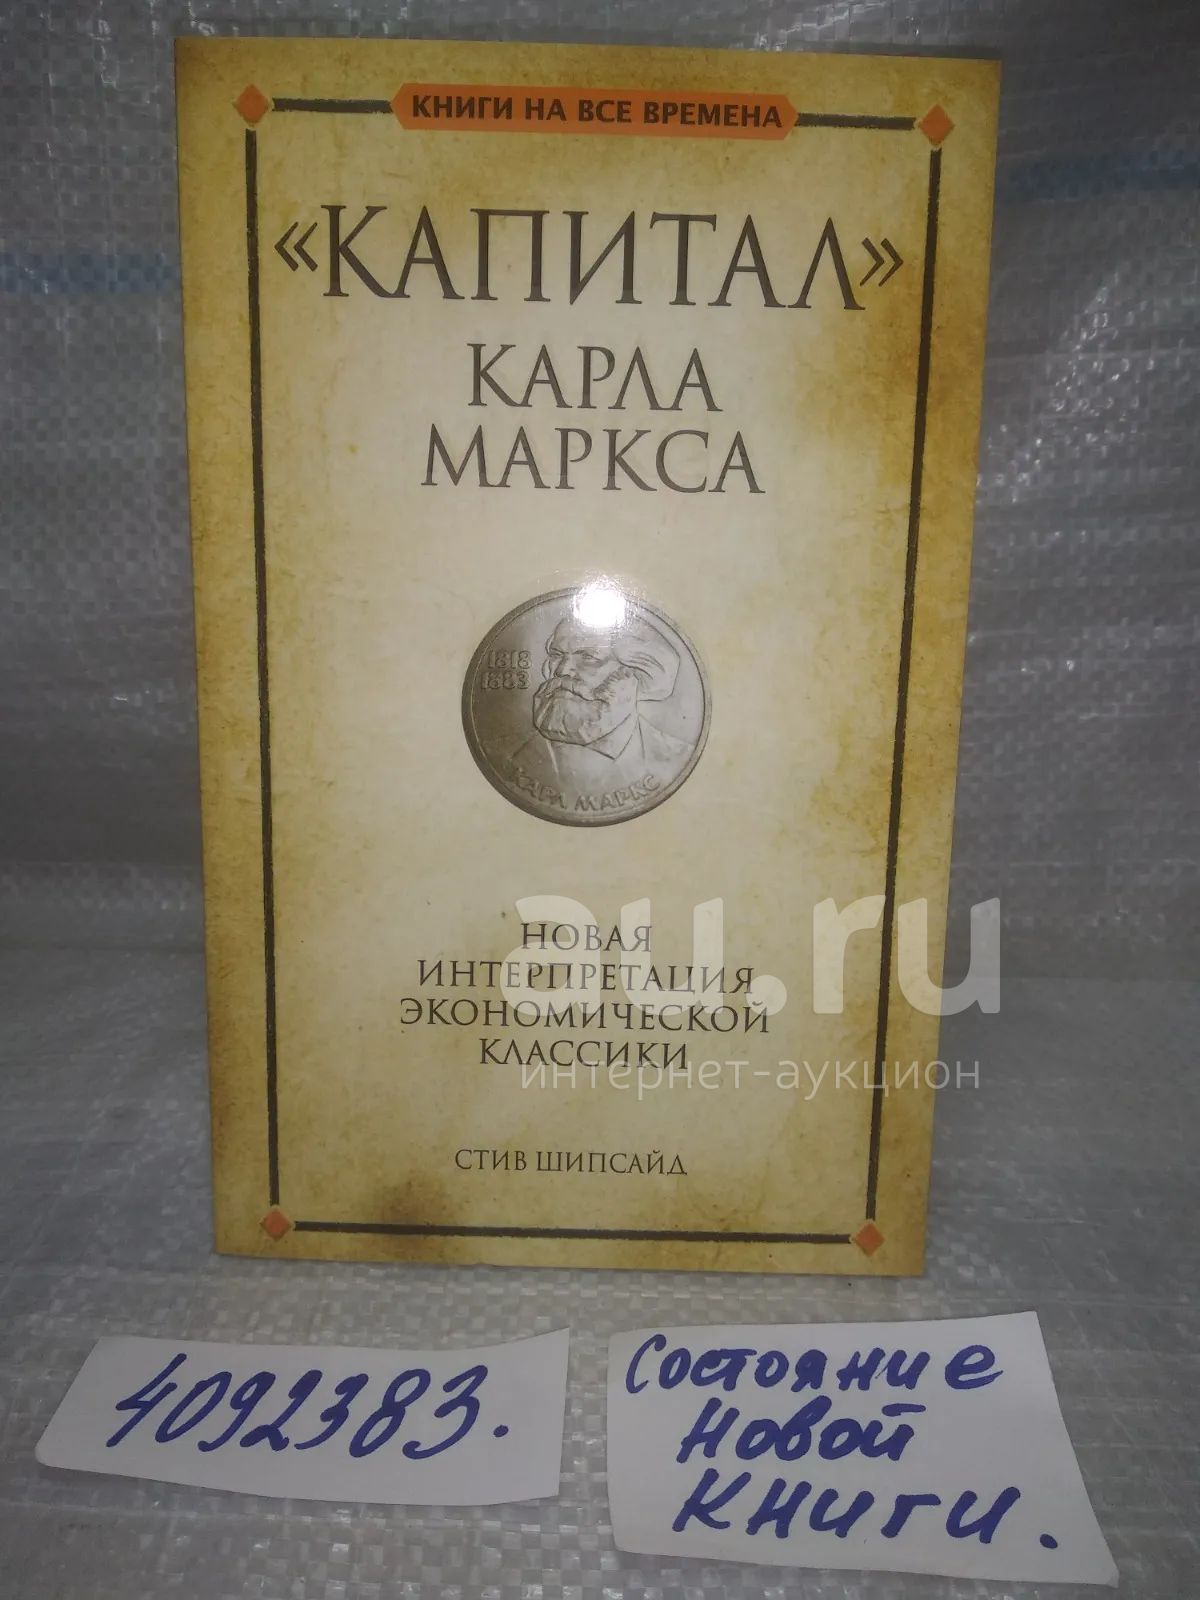 КНИГИ НА ВСЕ ВРЕМЕНА
«КАПИТАЛ»
КАРЛА
МАРКСА
1818
1883
КАРЛ МАРКС
НОВАЯ
ИНТЕРПРЕТАЦИЯ
ЭКОНОМИЧЕСКОЙ
КЛАССИКИ
au.ru
интернет-аукцион
СТИВ ШИПСАЙД
4092383.
Состояние
Новой
Книги.